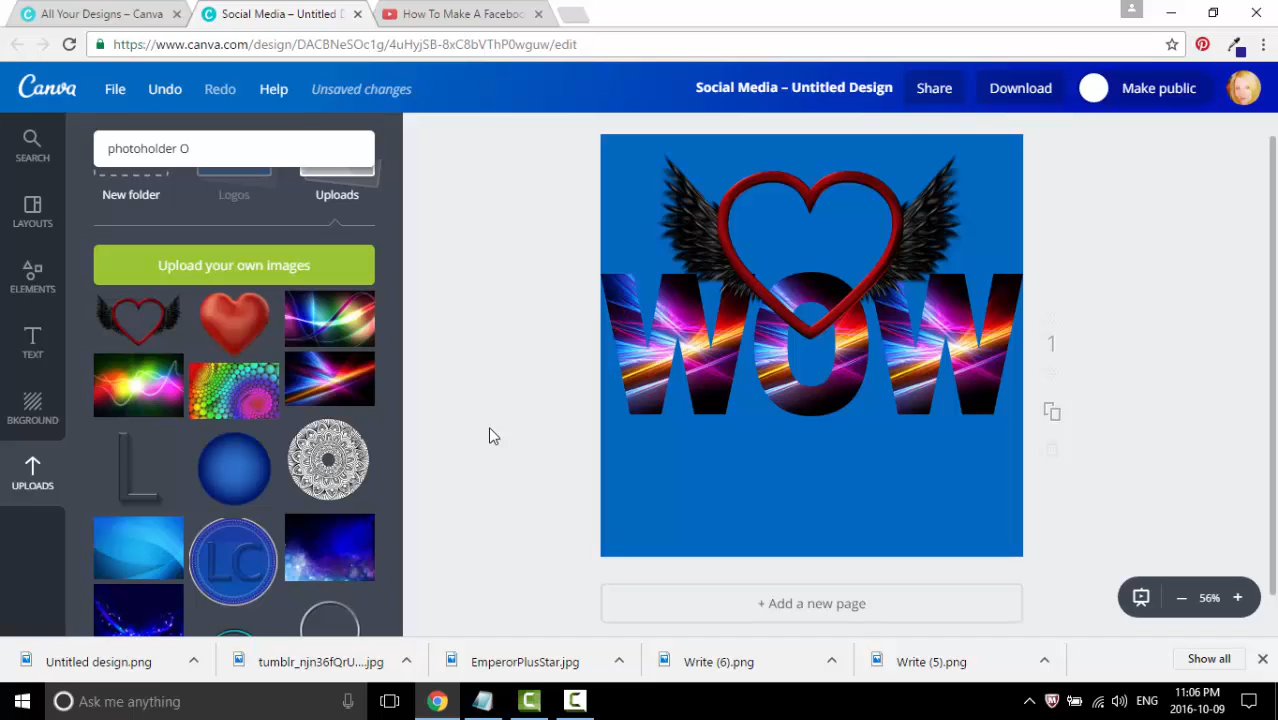 All Your Designs – Canva
Social Media – Untitled D
How To Make A Faceboo
https://www.canva.com/design/DACBNeSOc1g/4uHyjSB-8xC8bVThP0wguw/edit
Canva
File
Undo
Redo
Help
Unsaved changes
Social Media – Untitled Design
Share
Download
Make public
SEARCH
LAYOUTS
ELEMENTS
TEXT
BKGROUND
UPLOADS
photoholder O
New folder
Logos
Uploads
Upload your own images
L
LC
WOW
1
+ Add a new page
56%
Untitled design.png
tumblr_njn36fQrU....jpg
EmperorPlusStar.jpg
Write (6).png
Write (5).png
Show all
Ask me anything
ENG
11:06 PM
2016-10-09